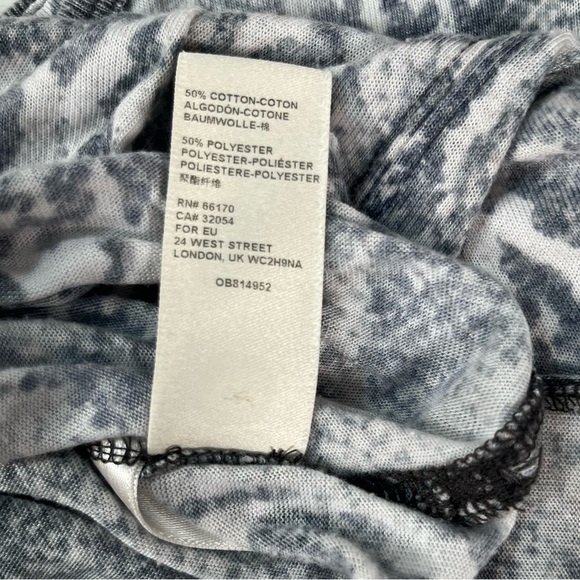 50% COTTON-COTON
ALGODÓN-COTONE
BAUMWOLLE-棉
50% POLYESTER
POLYESTER-POLIÉSTER
POLIESTERE-POLYESTER
聚酯纤维
RN# 66170
CA# 32054
FOR EU
24 WEST STREET
LONDON, UK WC2H9NA
OB814952